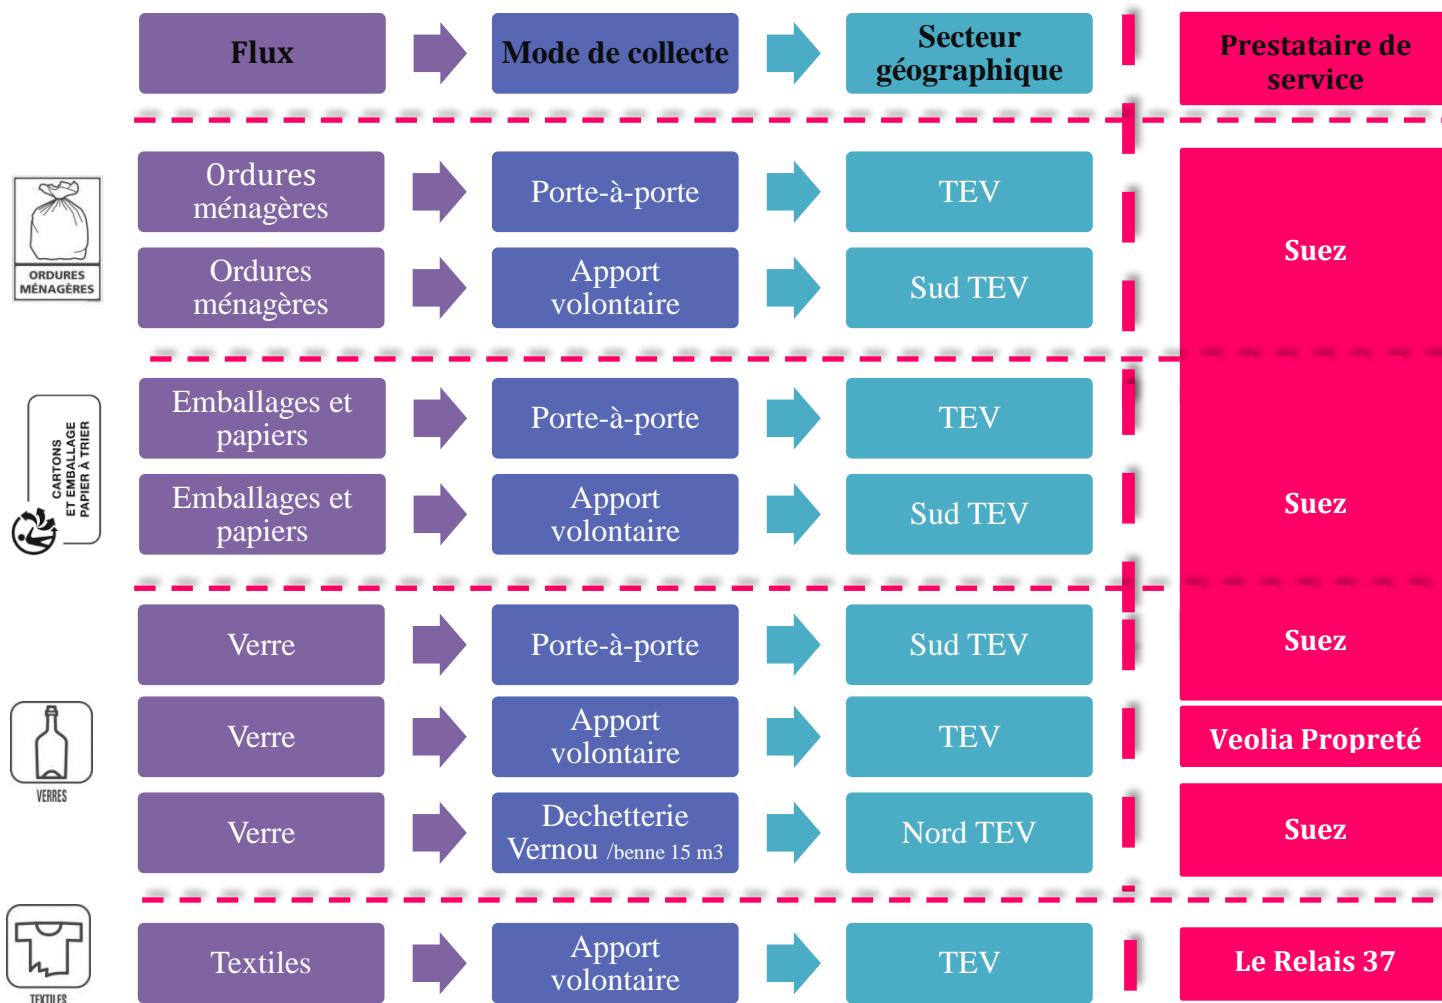 Flux
Mode de collecte
Secteur
géographique
Prestataire de
service
ORDURES
MÉNAGÈRES
Ordures
ménagères
Porte-à-porte
TEV
Suez
Ordures
ménagères
Apport
volontaire
Sud TEV
CARTONS
ET EMBALLAGE
PAPIER À TRIER
Emballages et
papiers
Porte-à-porte
TEV
Emballages et
papiers
Apport
volontaire
Sud TEV
Suez
Verre
Porte-à-porte
Sud TEV
Suez
VERRES
Verre
Apport
volontaire
TEV
Veolia Propreté
Verre
Dechetterie
Vernou /benne 15 m3
Nord TEV
Suez
TEXTILES
Textiles
Apport
volontaire
TEV
Le Relais 37